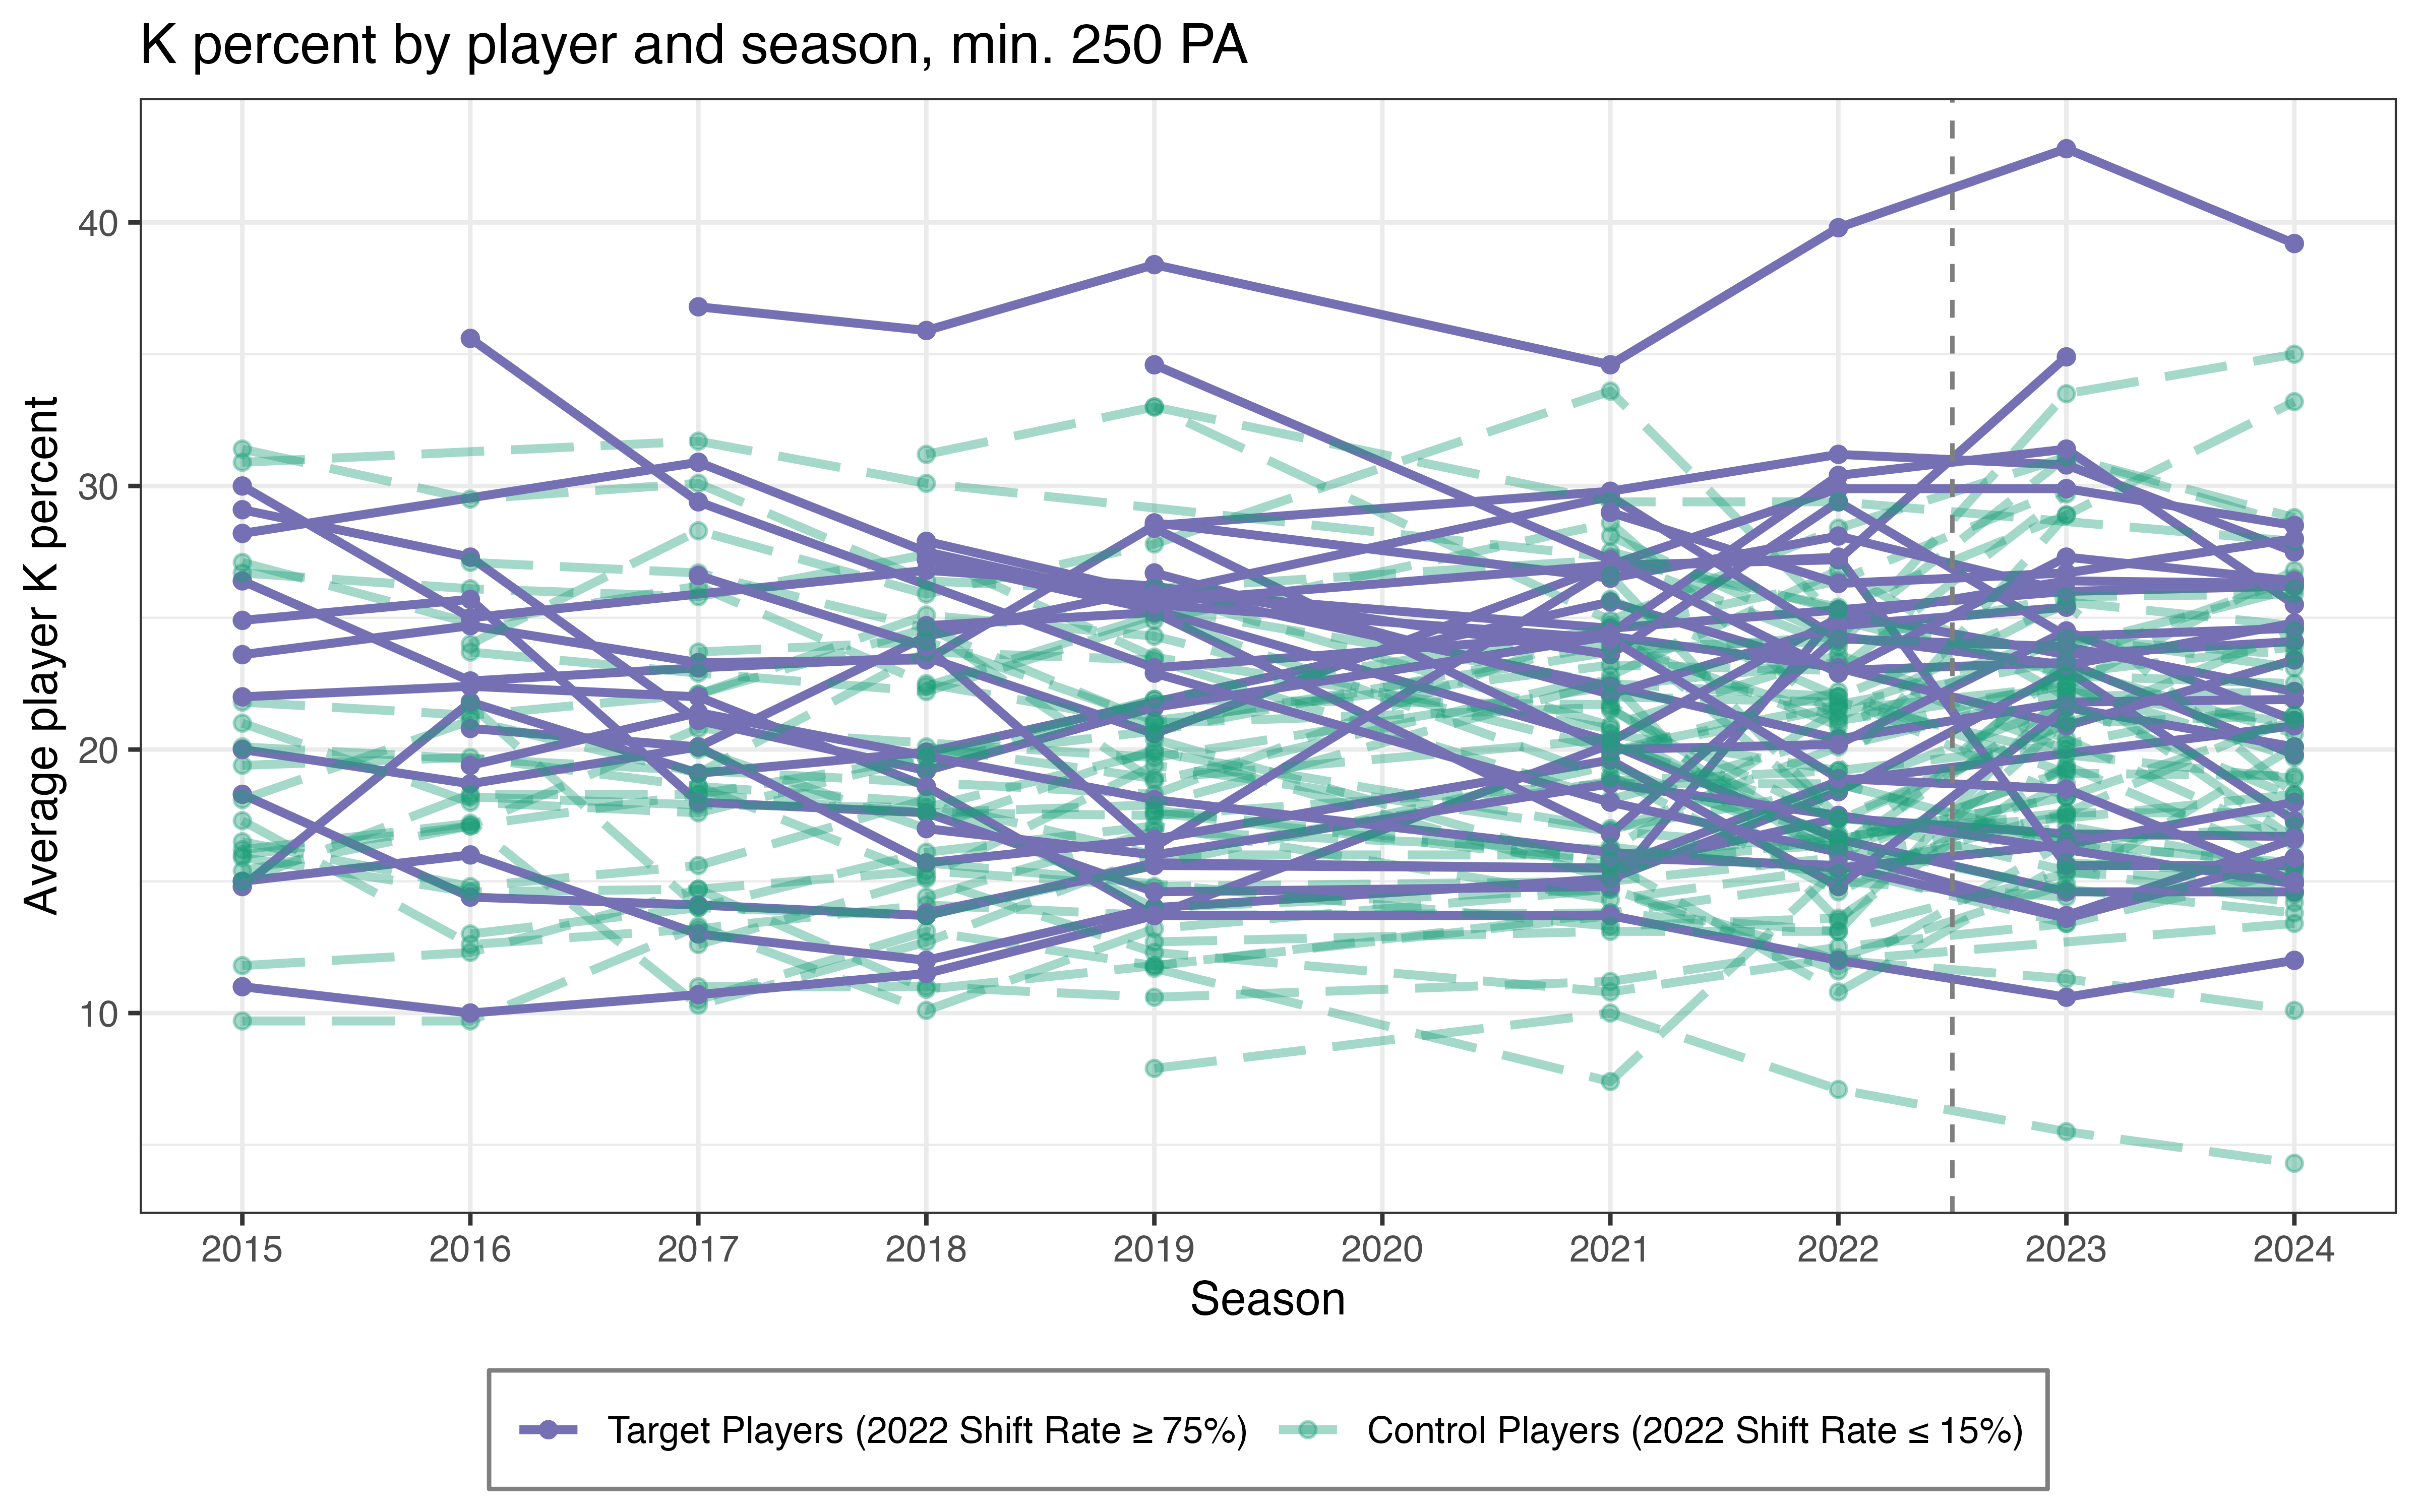 K percent by player and season, min. 250 PA
Average player K percent
40
30
20
10
2015 2016 2017 2018 2019 2020 2021 2022 2023 2024
Season
Target Players (2022 Shift Rate ≥ 75%) Control Players (2022 Shift Rate ≤ 15%)